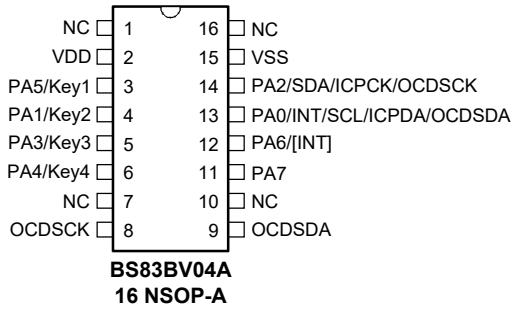 NC 1 16 NC
VDD 2 15 VSS
PA5/Key1 3 14 PA2/SDA/ICPCK/OCDSCK
PA1/Key2 4 13 PA0/INT/SCL/ICPDA/OCDSDA
PA3/Key3 5 12 PA6/[INT]
PA4/Key4 6 11 PA7
NC 7 10 NC
OCDSCK 8 9 OCDSDA
BS83BV04A
16 NSOP-A